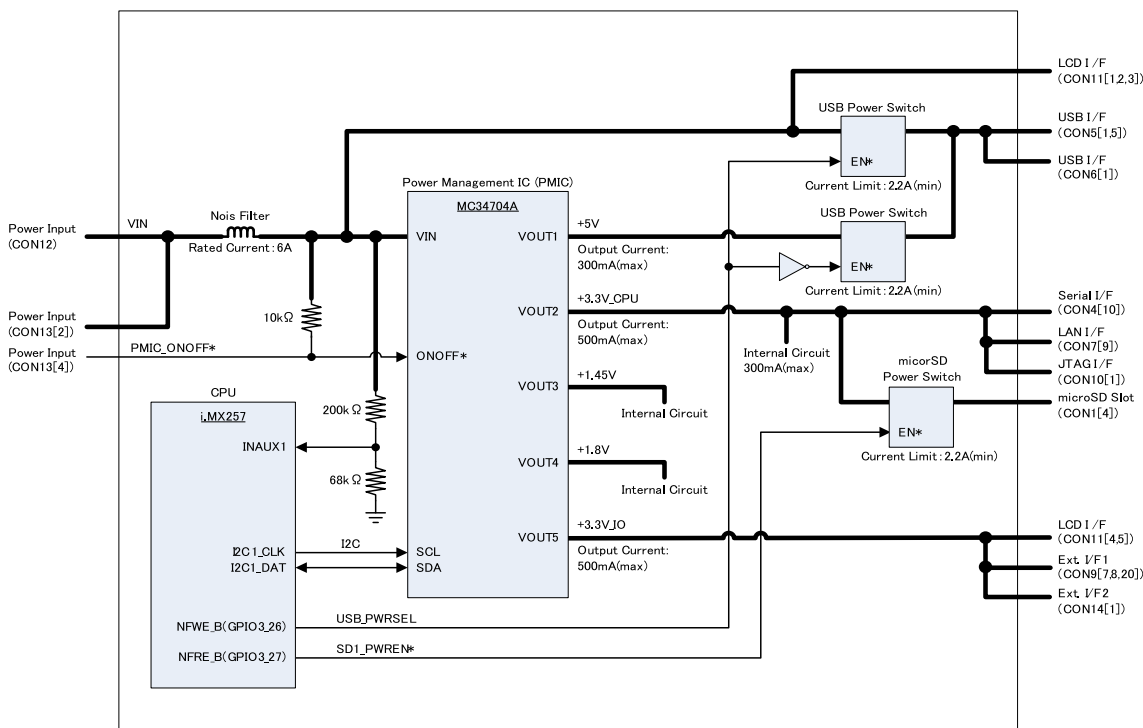 LCD I/F
(CON11[1,2,3])
USB Power Switch
USB I/F
(CON5[1,5])
EN*
USB I/F
(CON6[1])
Current Limit:2.2A(min)
Power Management IC (PMIC)
MC34704A
USB Power Switch
Power Input
(CON12)
VIN
Nois Filter
Rated Current:6A
VIN
VOUT1
+5V
Output Current:
300mA(max)
EN*
Current Limit:2.2A(min)
Power Input
(CON13[2])
10kΩ
VOUT2
+3.3V_CPU
Output Current:
500mA(max)
Internal Circuit
300mA(max)
Serial I/F
(CON4[10])
LAN I/F
(CON7[9])
JTAG I/F
(CON10[1])
Power Input
(CON13[4])
PMIC_ONOFF*
ONOFF*
micorSD
Power Switch
microSD Slot
(CON1[4])
EN*
Current Limit:2.2A(min)
VOUT3
+1.45V
Internal Circuit
CPU
i.MX257
200kΩ
INAUX1
68kΩ
VOUT4
+1.8V
Internal Circuit
VOUT5
+3.3V_IO
Output Current:
500mA(max)
LCD I/F
(CON11[4,5])
Ext. I/F1
(CON9[7,8,20])
Ext. I/F2
(CON14[1])
I2C1_CLK
I2C
SCL
I2C1_DAT
SDA
NFWE_B(GPIO3_26)
USB_PWRSEL
NFRE_B(GPIO3_27)
SD1_PWREN*